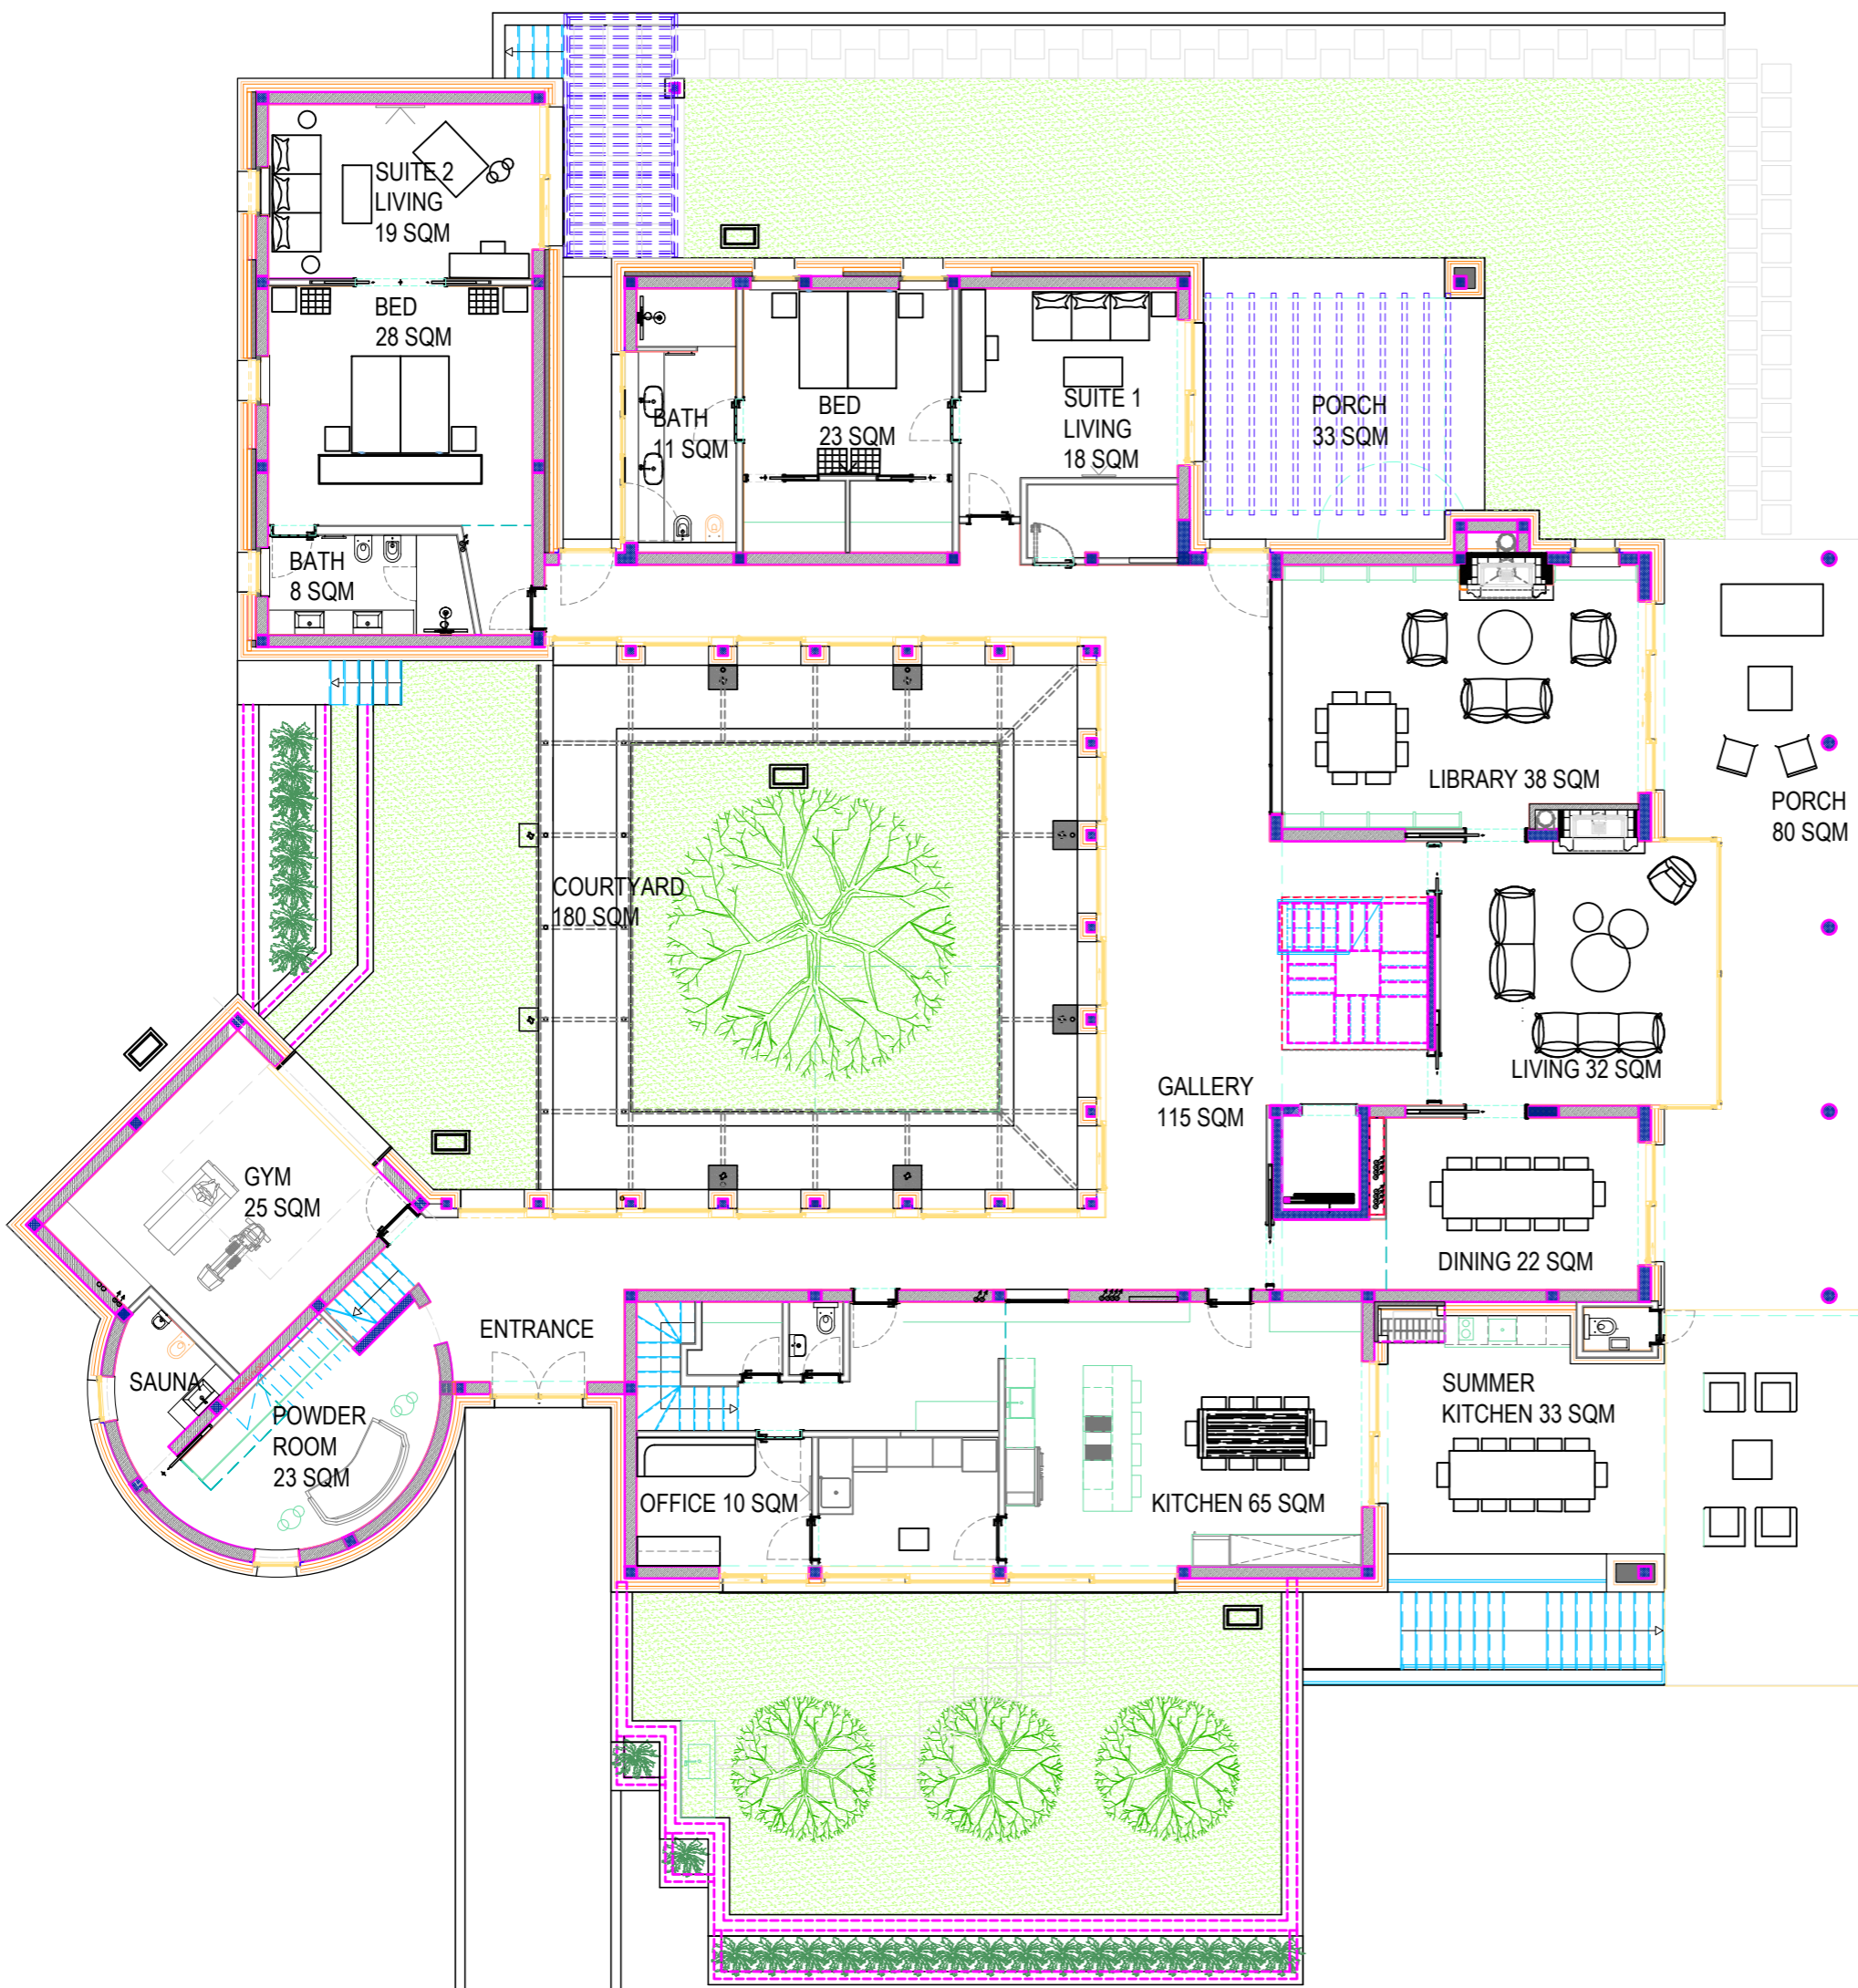 SUITE 2
LIVING
19 SQM
BED
28 SQM
BATH
8 SQM
BATH
11 SQM
BED
23 SQM
SUITE 1
LIVING
18 SQM
PORCH
33 SQM
LIBRARY 38 SQM
PORCH
80 SQM
COURTYARD
180 SQM
LIVING 32 SQM
GALLERY
115 SQM
GYM
25 SQM
DINING 22 SQM
ENTRANCE
SAUNA
POWDER
ROOM
23 SQM
SUMMER
KITCHEN 33 SQM
OFFICE 10 SQM
KITCHEN 65 SQM